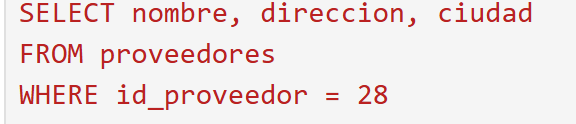 SELECT nombre, direccion, ciudad
FROM proveedores
WHERE id_proveedor = 28